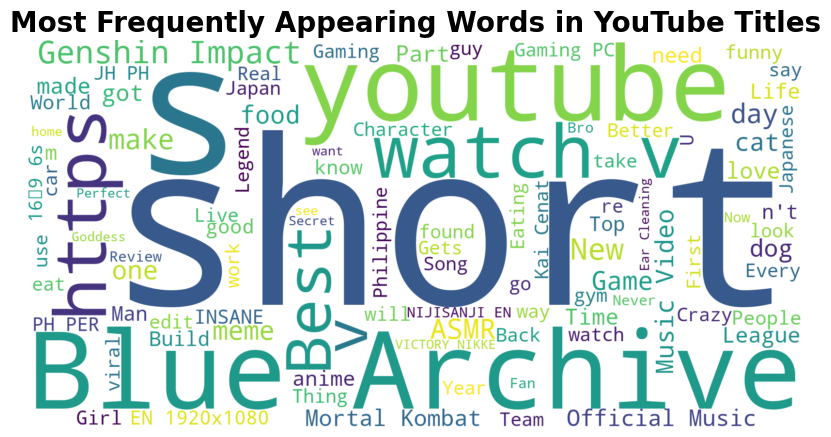 Most Frequently Appearing Words in YouTube Titles
Genshin Impact
Gaming
Part
guy
Gaming PC
need
funny
JH PH
Real
s
youtube
say
made
got
Japan
Life
World
food
day
https
make
Legend
Character
Bro
Better
U
cat
Japanese
home
m
want
know
watch
v
take
love
use 16□9 6s
car
Perfect
short
Live
good
see
Secret
Philippine
found
Gets
Song
Eating
Kai Cenat
re
Top
Ear Cleaning
n't
look
Now
Goddess
Review
work
Best
New
dog
eat
one
go
gym
Game
Never
Music Video
First
Every
PH PER
Man
edit
INSANE
v
will
NIJISANJI EN
way
Time
watch
Crazy
People
viral
Build
meme
ASMR
Back
League
VICTORY NIKKE
Blue Archive
anime
Thing
Year
Fan
Girl
EN 1920x1080
Mortal Kombat
Team
Official Music